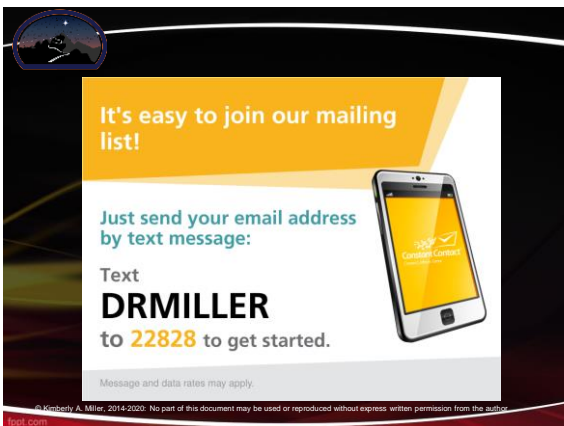 It's easy to join our mailing
list!
Just send your email address
by text message:
Text
DRMILLER
to 22828 to get started.
Constant Contact
Message and data rates may apply.
© Kimberly A. Miller, 2014-2020: No part of this document may be used or reproduced without express written permission from the author
fppt.com